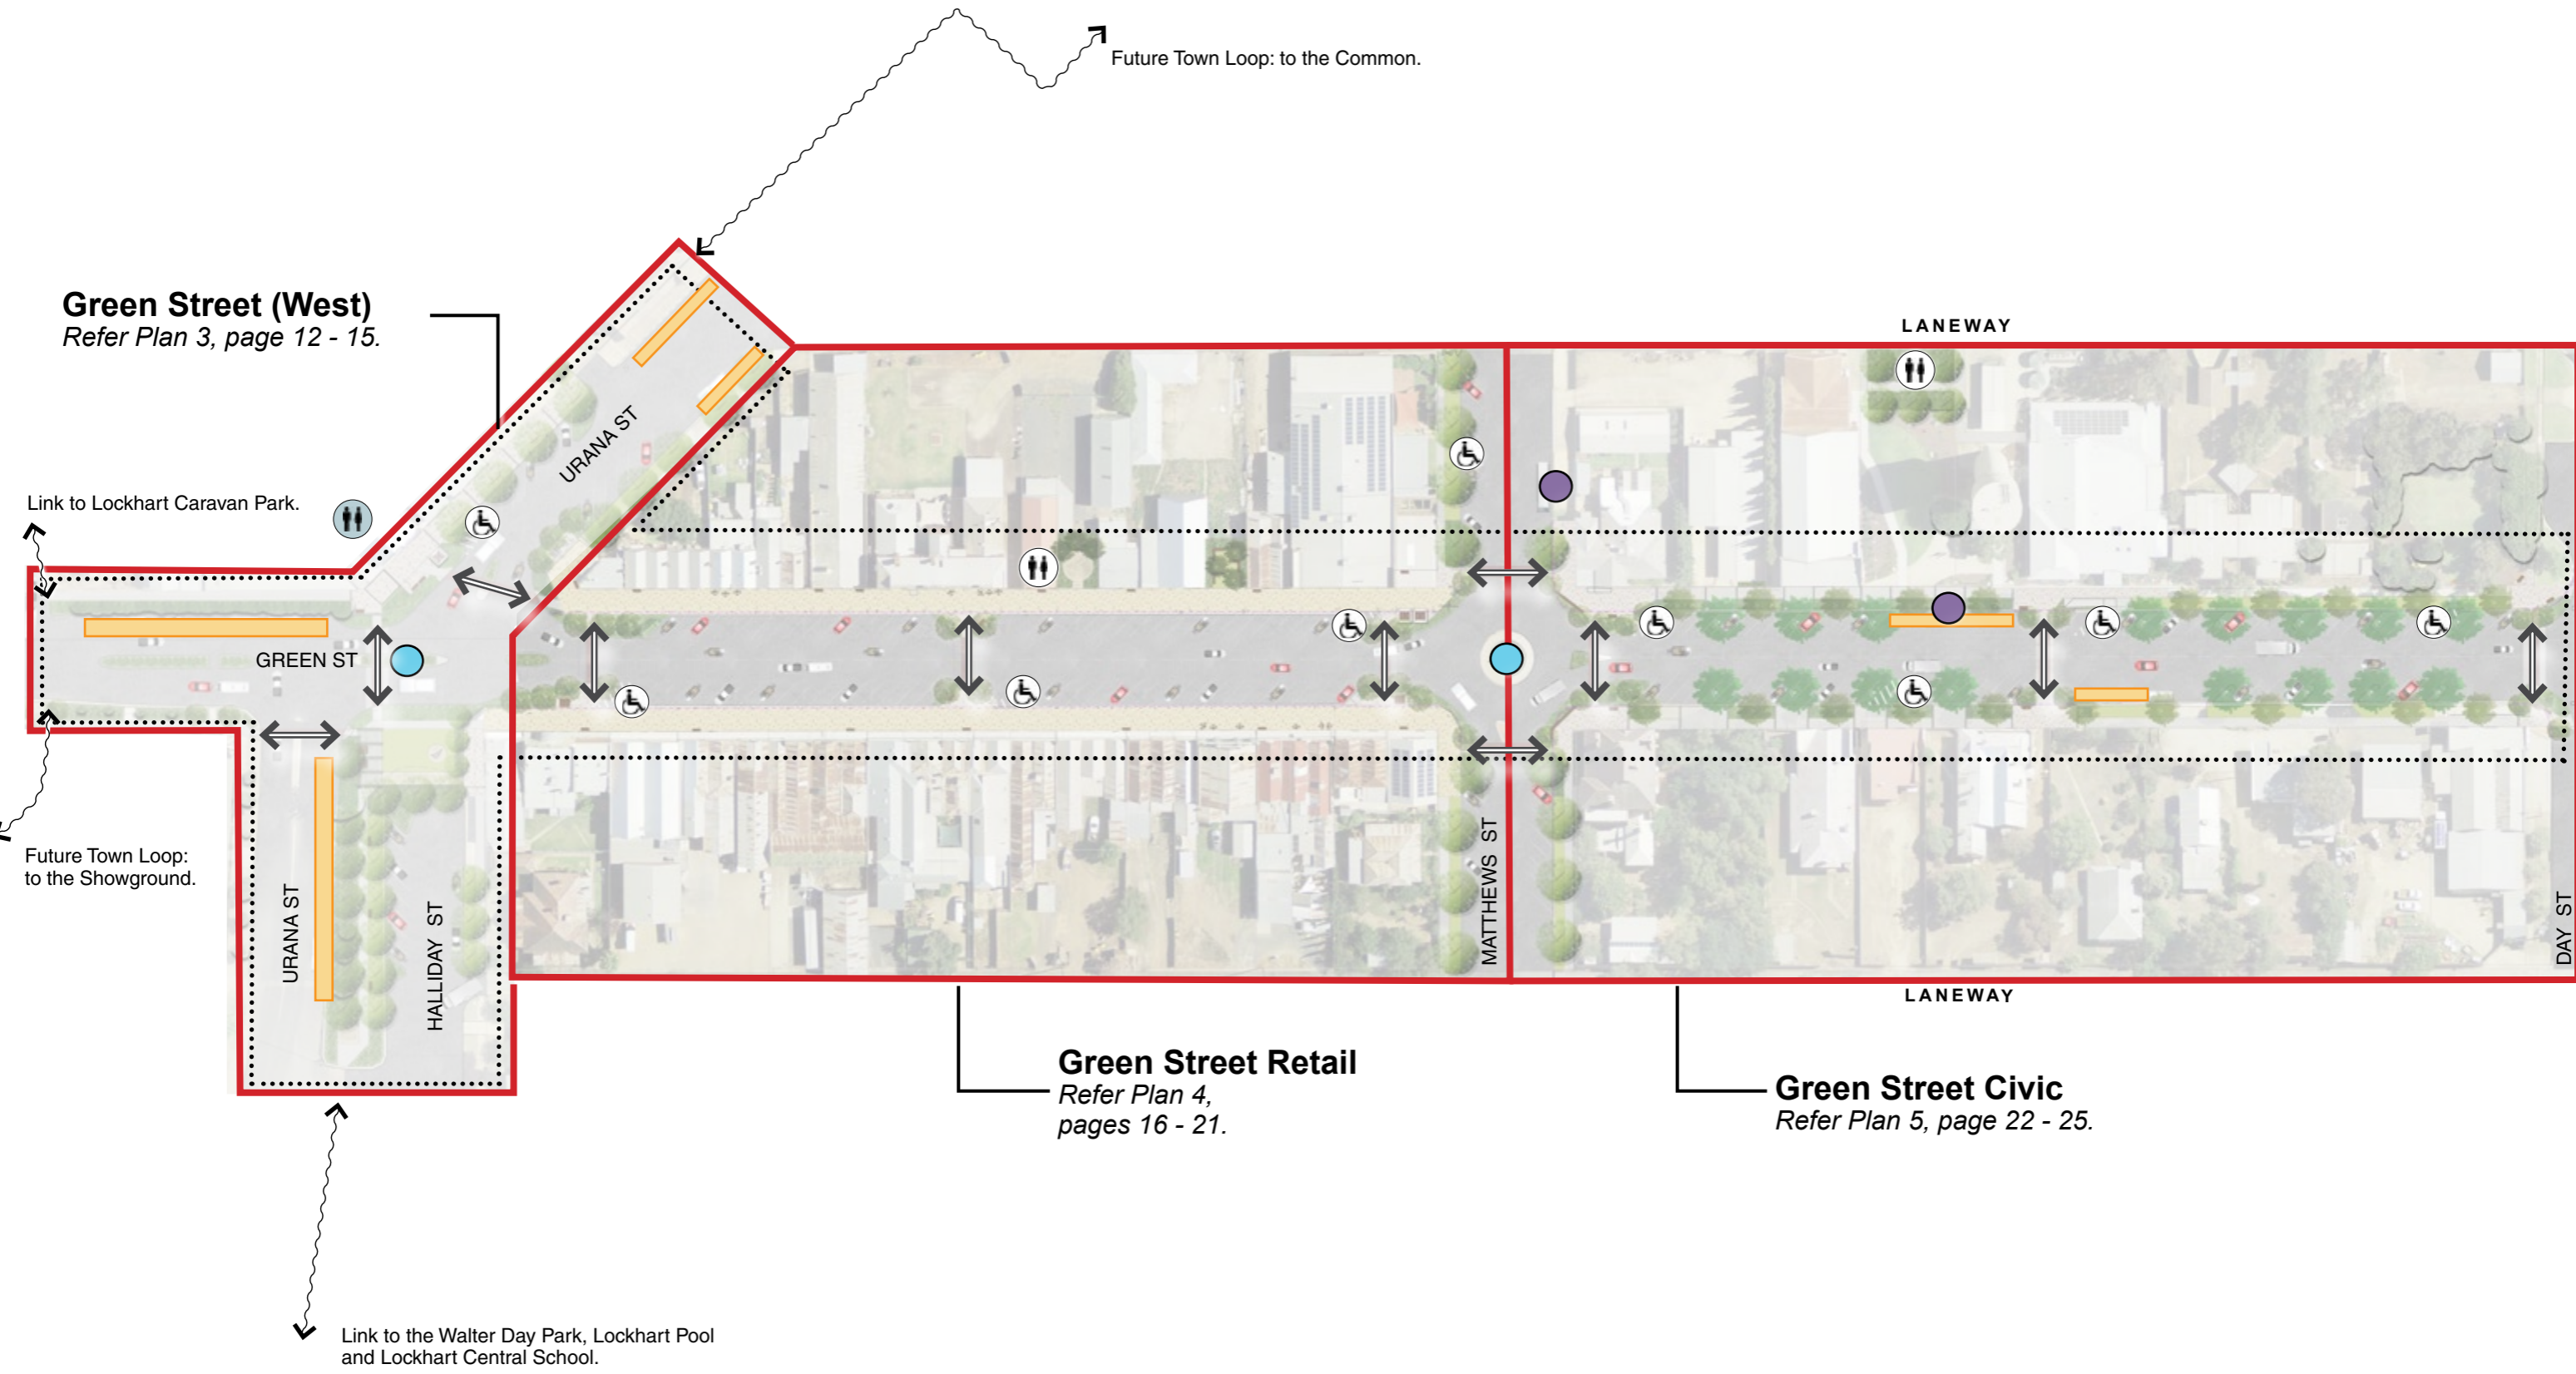 Future Town Loop: to the Common.
Green Street (West)
Refer Plan 3, page 12 - 15.
LANEWAY
URANA ST
Link to Lockhart Caravan Park.
GREEN ST
Future Town Loop:
to the Showground.
URANA ST
HALLIDAY ST
MATTHEWS ST
DAY ST
LANEWAY
Green Street Retail
Refer Plan 4,
pages 16 - 21.
Green Street Civic
Refer Plan 5, page 22 - 25.
Link to the Walter Day Park, Lockhart Pool
and Lockhart Central School.